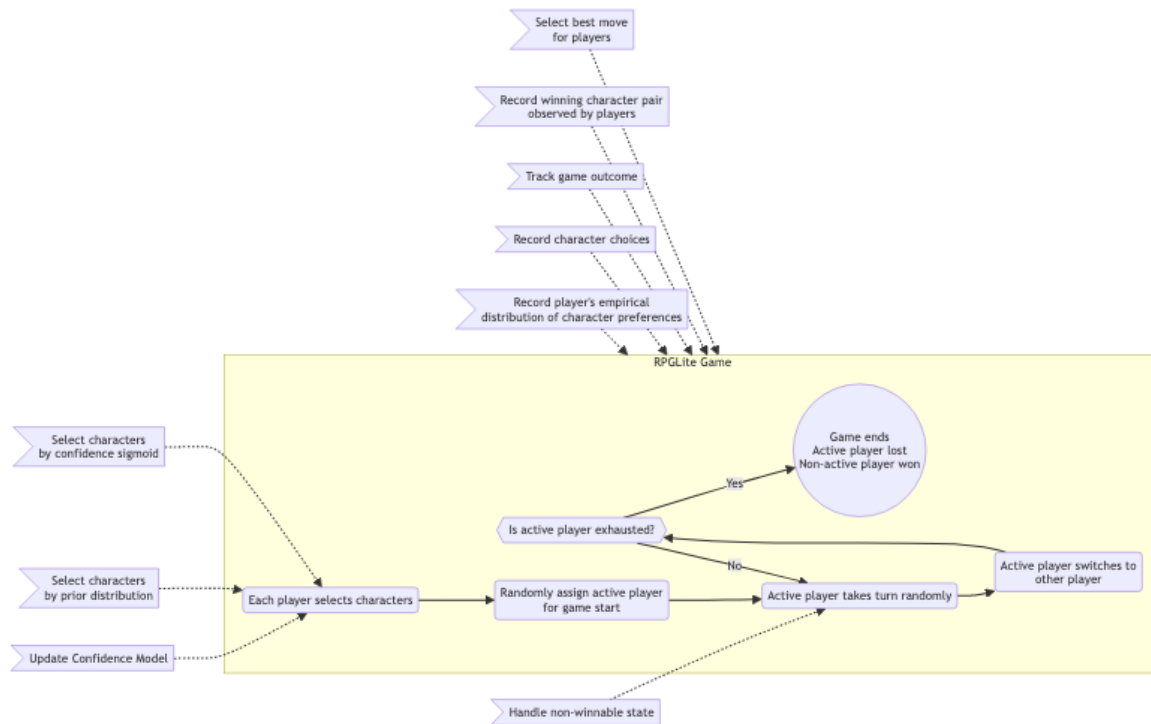 Select best move
for players
Record winning character pair
observed by players
Track game outcome
Record character choices
Record player's empirical
distribution of character preferences
RPGLite Game
Game ends
Active player lost
Non-active player won
Select characters
by confidence sigmoid
Yes
Is active player exhausted?
No
Active player switches to
other player
Select characters
by prior distribution
Each player selects characters
Randomly assign active player
for game start
Active player takes turn randomly
Update Confidence Model
Handle non-winnable state